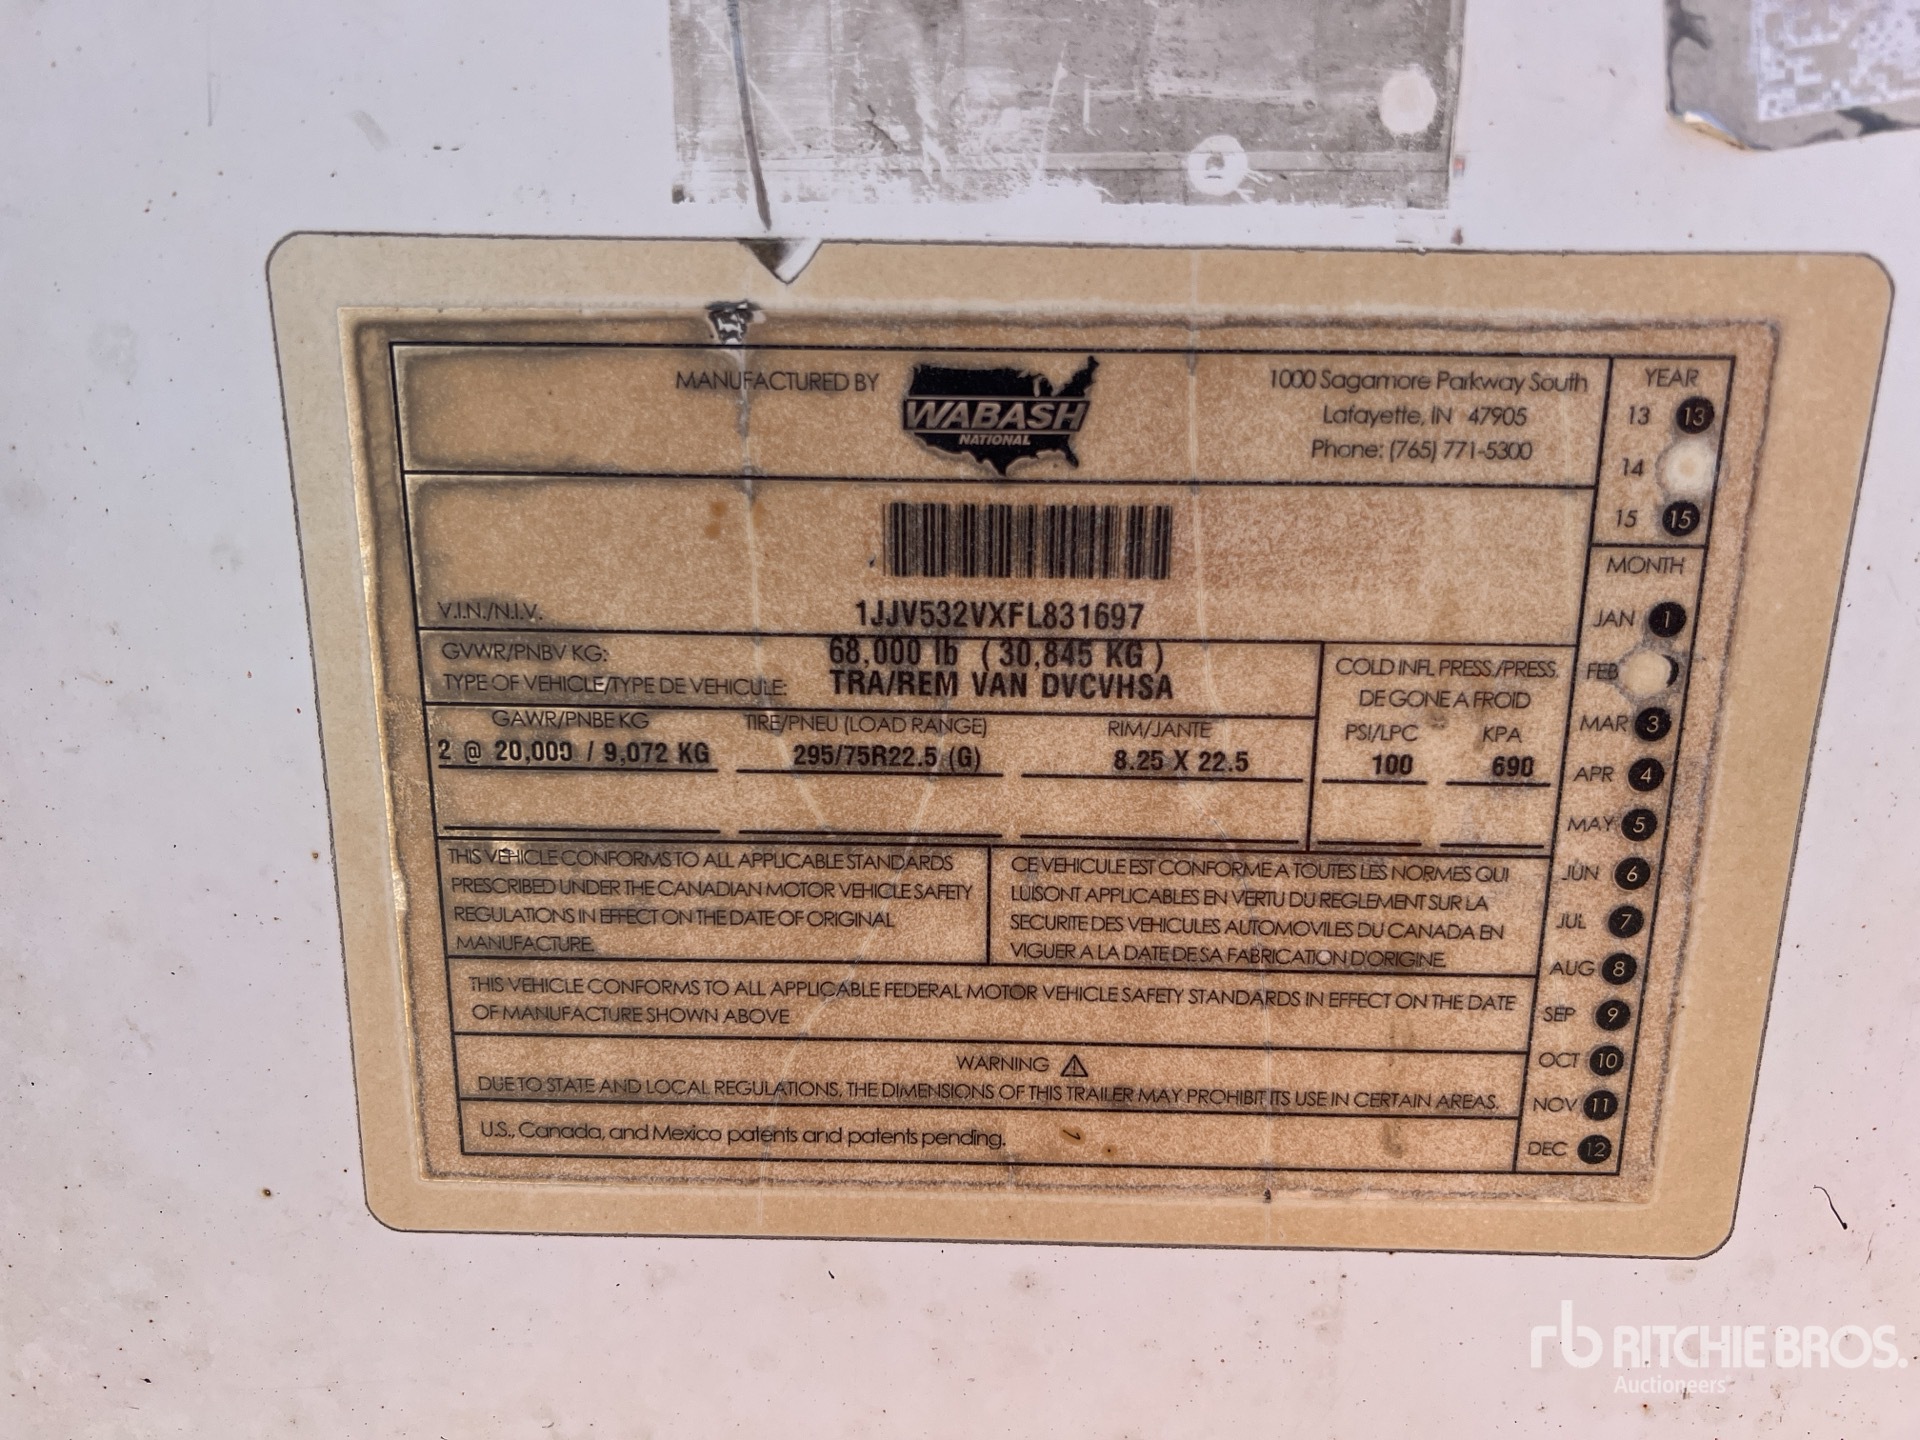 MANUFACTURED BY
WABASH
NATIONAL
1000 Sagamore Parkway South
Lafayette, IN 47905
Phone: (765) 771-5300
YEAR
13 13
14
15 15
V.I.N./N.I.V.
1JJV532VXFL831697
GVWR/PNBV KG: 68,000 lb ( 30,845 KG )
TYPE OF VEHICLE/TYPE DE VEHICULE: TRA/REM VAN DVCVHSA
COLD INFL PRESS./PRESS.
DE GONE A FROID
PSI/LPC KPA
100 690
GAWR/PNBE KG TIRE/PNEU (LOAD RANGE) RIM/JANTE
2 @ 20,000 / 9,072 KG 295/75R22.5 (G) 8.25 X 22.5
THIS VEHICLE CONFORMS TO ALL APPLICABLE STANDARDS
PRESCRIBED UNDER THE CANADIAN MOTOR VEHICLE SAFETY
REGULATIONS IN EFFECT ON THE DATE OF ORIGINAL
MANUFACTURE.
CE VEHICULE EST CONFORME A TOUTES LES NORMES QUI
LUISONT APPLICABLES EN VERTU DU REGLEMENT SUR LA
SECURITE DES VEHICULES AUTOMOVILES DU CANADA EN
VIGUER A LA DATE DE SA FABRICATION D'ORIGINE.
THIS VEHICLE CONFORMS TO ALL APPLICABLE FEDERAL MOTOR VEHICLE SAFETY STANDARDS IN EFFECT ON THE DATE
OF MANUFACTURE SHOWN ABOVE
WARNING
DUE TO STATE AND LOCAL REGULATIONS, THE DIMENSIONS OF THIS TRAILER MAY PROHIBIT ITS USE IN CERTAIN AREAS.
U.S., Canada, and Mexico patents and patents pending.
MONTH
JAN 1
FEB
MAR 3
APR 4
MAY 5
JUN 6
JUL 7
AUG 8
SEP 9
OCT 10
NOV 11
DEC 12
rb RITCHIE BROS.
Auctioneers